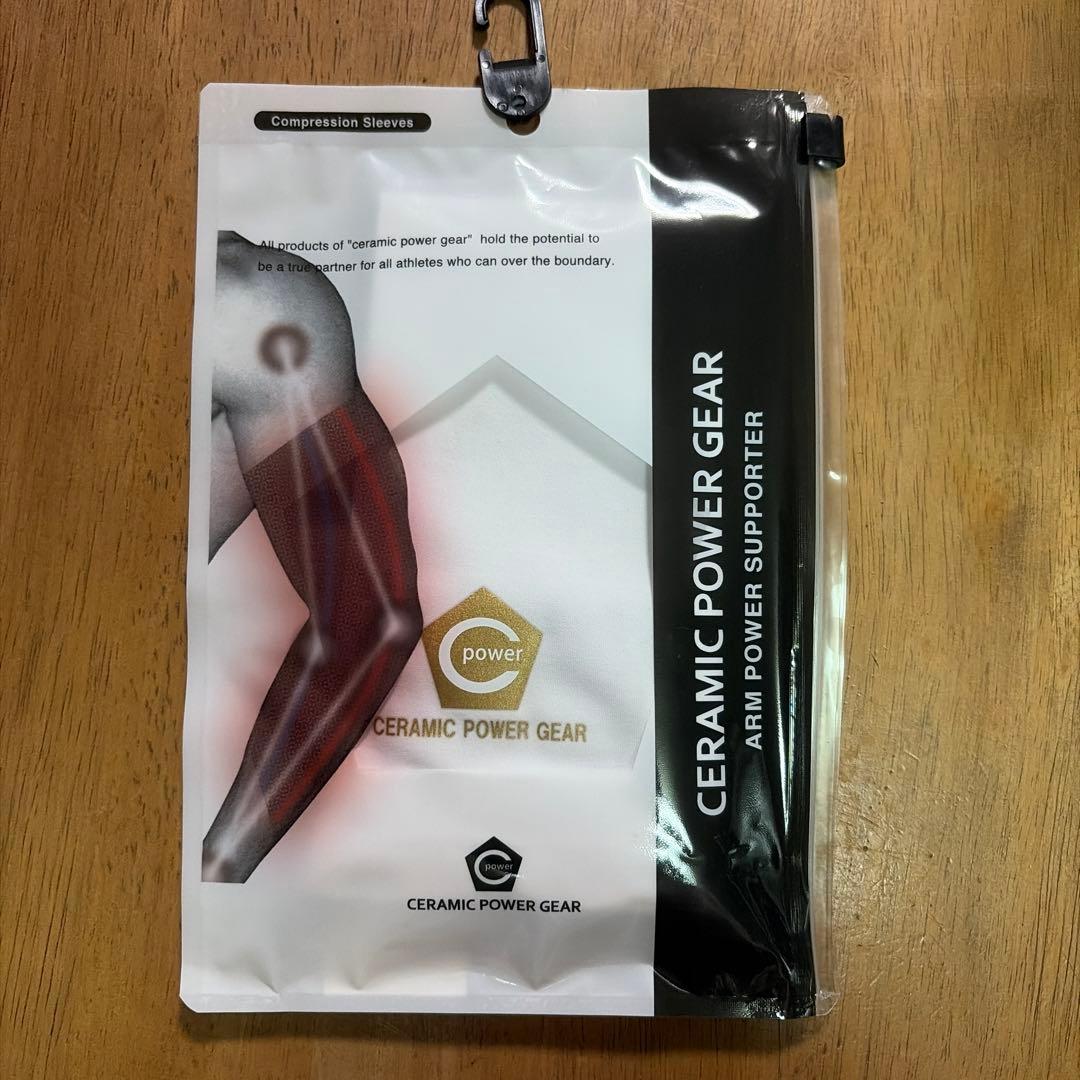 Compression Sleeves
All products of "ceramic power gear" hold the potential to
be a true partner for all athletes who can over the boundary.
power
CERAMIC POWER GEAR
power
CERAMIC POWER GEAR
CERAMIC POWER GEAR
ARM POWER SUPPORTER